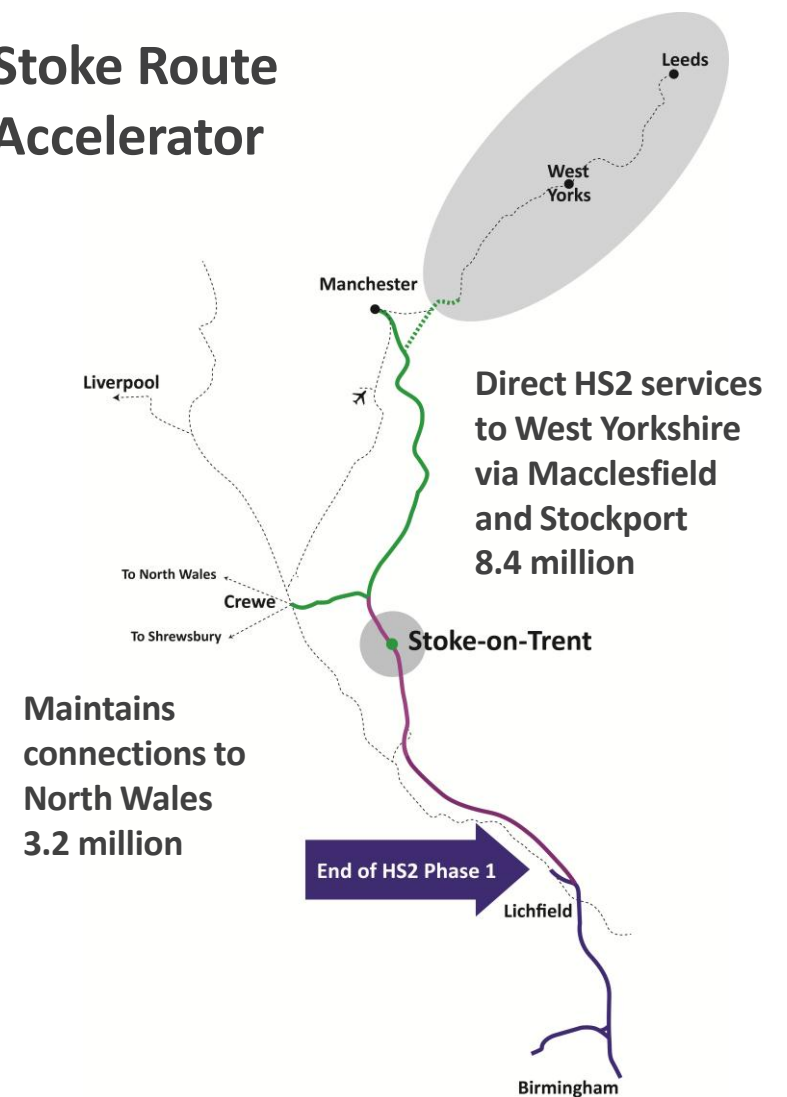 Stoke Route
Accelerator
Leeds
West
Yorks
Manchester
Liverpool
Direct HS2 services
to West Yorkshire
via Macclesfield
and Stockport
8.4 million
To North Wales
Crewe
To Shrewsbury
Stoke-on-Trent
Maintains
connections to
North Wales
3.2 million
End of HS2 Phase 1
Lichfield
Birmingham